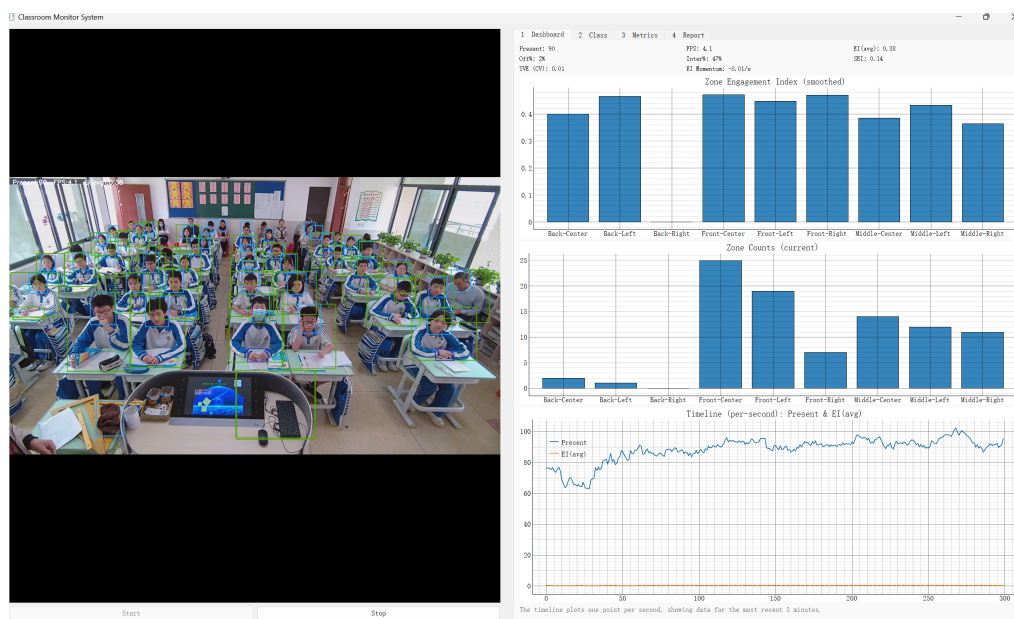 Classroom Monitor System
1 Dashboard 2 Class 3 Metrics 4 Report
Present: 90 FPS: 4.1 EI(avg): 0.38
Off%: 2% Inter%: 47% SEI: 0.14
TVE (CV): 0.01 EI Momentum: -0.01/s
Zone Engagement Index (smoothed)
0.4
0.3
0.2
0.1
0
Back-Center Back-Left Back-Right Front-Center Front-Left Front-Right Middle-Center Middle-Left Middle-Right
Zone Counts (current)
25
20
15
10
5
0
Back-Center Back-Left Back-Right Front-Center Front-Left Front-Right Middle-Center Middle-Left Middle-Right
Timeline (per-second): Present & EI(avg)
100
80
60
40
20
0
Present
EI(avg)
0 50 100 150 200 250 300
The timeline plots one point per second, showing data for the most recent 5 minutes.
Start Stop